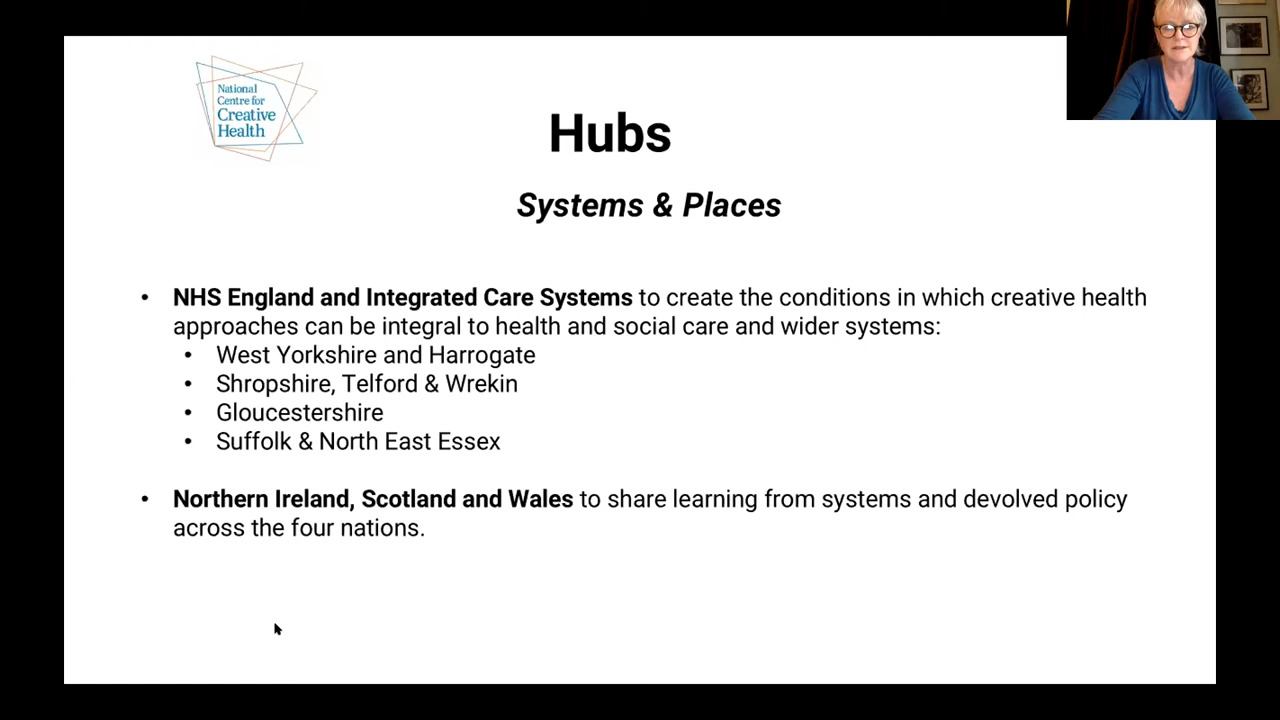 National
Centre for
Creative
Health
Hubs
Systems & Places
• NHS England and Integrated Care Systems to create the conditions in which creative health
approaches can be integral to health and social care and wider systems:
• West Yorkshire and Harrogate
• Shropshire, Telford & Wrekin
• Gloucestershire
• Suffolk & North East Essex
• Northern Ireland, Scotland and Wales to share learning from systems and devolved policy
across the four nations.